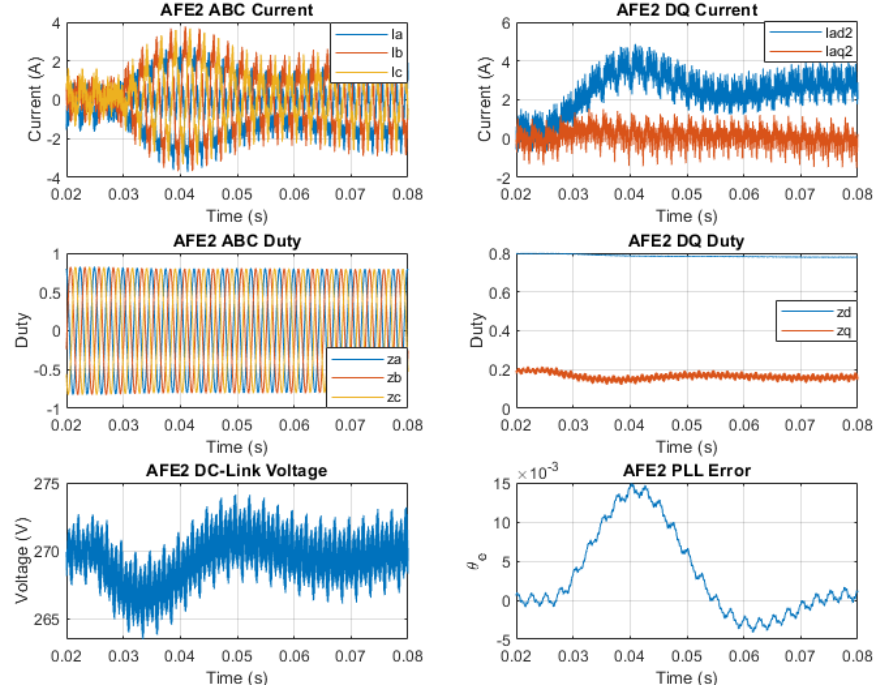 AFE2 ABC Current
4
2
0
-2
-4
Current (A)
Ia
Ib
Ic
0.02 0.03 0.04 0.05 0.06 0.07 0.08
Time (s)
AFE2 DQ Current
6
4
2
0
-2
Current (A)
Iad2
Iaq2
0.02 0.03 0.04 0.05 0.06 0.07 0.08
Time (s)
AFE2 ABC Duty
1
0.5
0
-0.5
-1
Duty
za
zb
zc
0.02 0.03 0.04 0.05 0.06 0.07 0.08
Time (s)
AFE2 DQ Duty
0.8
0.6
0.4
0.2
0
Duty
zd
zq
0.02 0.03 0.04 0.05 0.06 0.07 0.08
Time (s)
AFE2 DC-Link Voltage
275
270
265
Voltage (V)
0.02 0.03 0.04 0.05 0.06 0.07 0.08
Time (s)
AFE2 PLL Error
×10⁻³
15
10
5
0
-5
θe
0.02 0.03 0.04 0.05 0.06 0.07 0.08
Time (s)